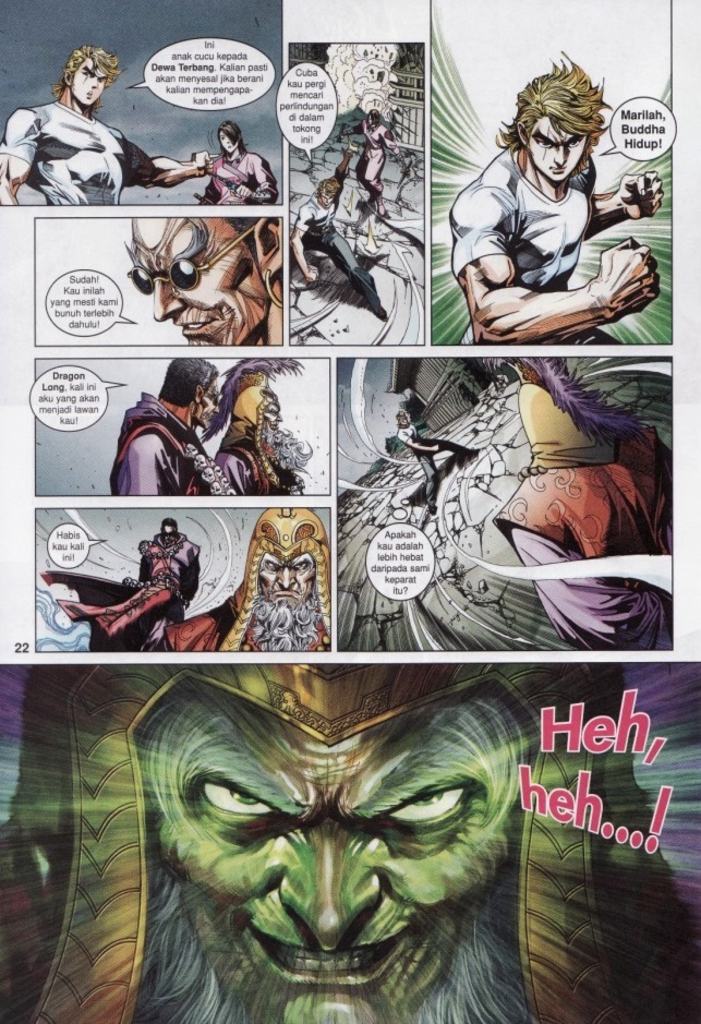 Ini
anak cucu kepada
Dewa Terbang. Kalian pasti
akan menyesal jika berani
kalian mempengapa-
kan dia!
Cuba
kau pergi
mencari
perlindungan
di dalam
tokong
ini!
Marilah,
Buddha
Hidup!
Sudah!
Kau inilah
yang mesti kami
bunuh terlebih
dahulu!
Dragon
Long, kali ini
aku yang akan
menjadi lawan
kau!
Apakah
kau adalah
lebih hebat
daripada sami
keparat
itu?
Habis
kau kali
ini!
22
Heh,
heh....!